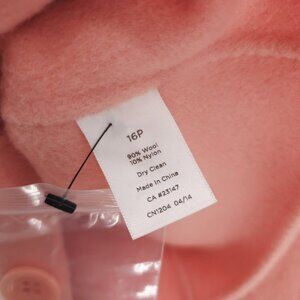 16P
90% Wool
10% Nylon
Dry Clean
Made In China
CA #23147
CN1204 04/14